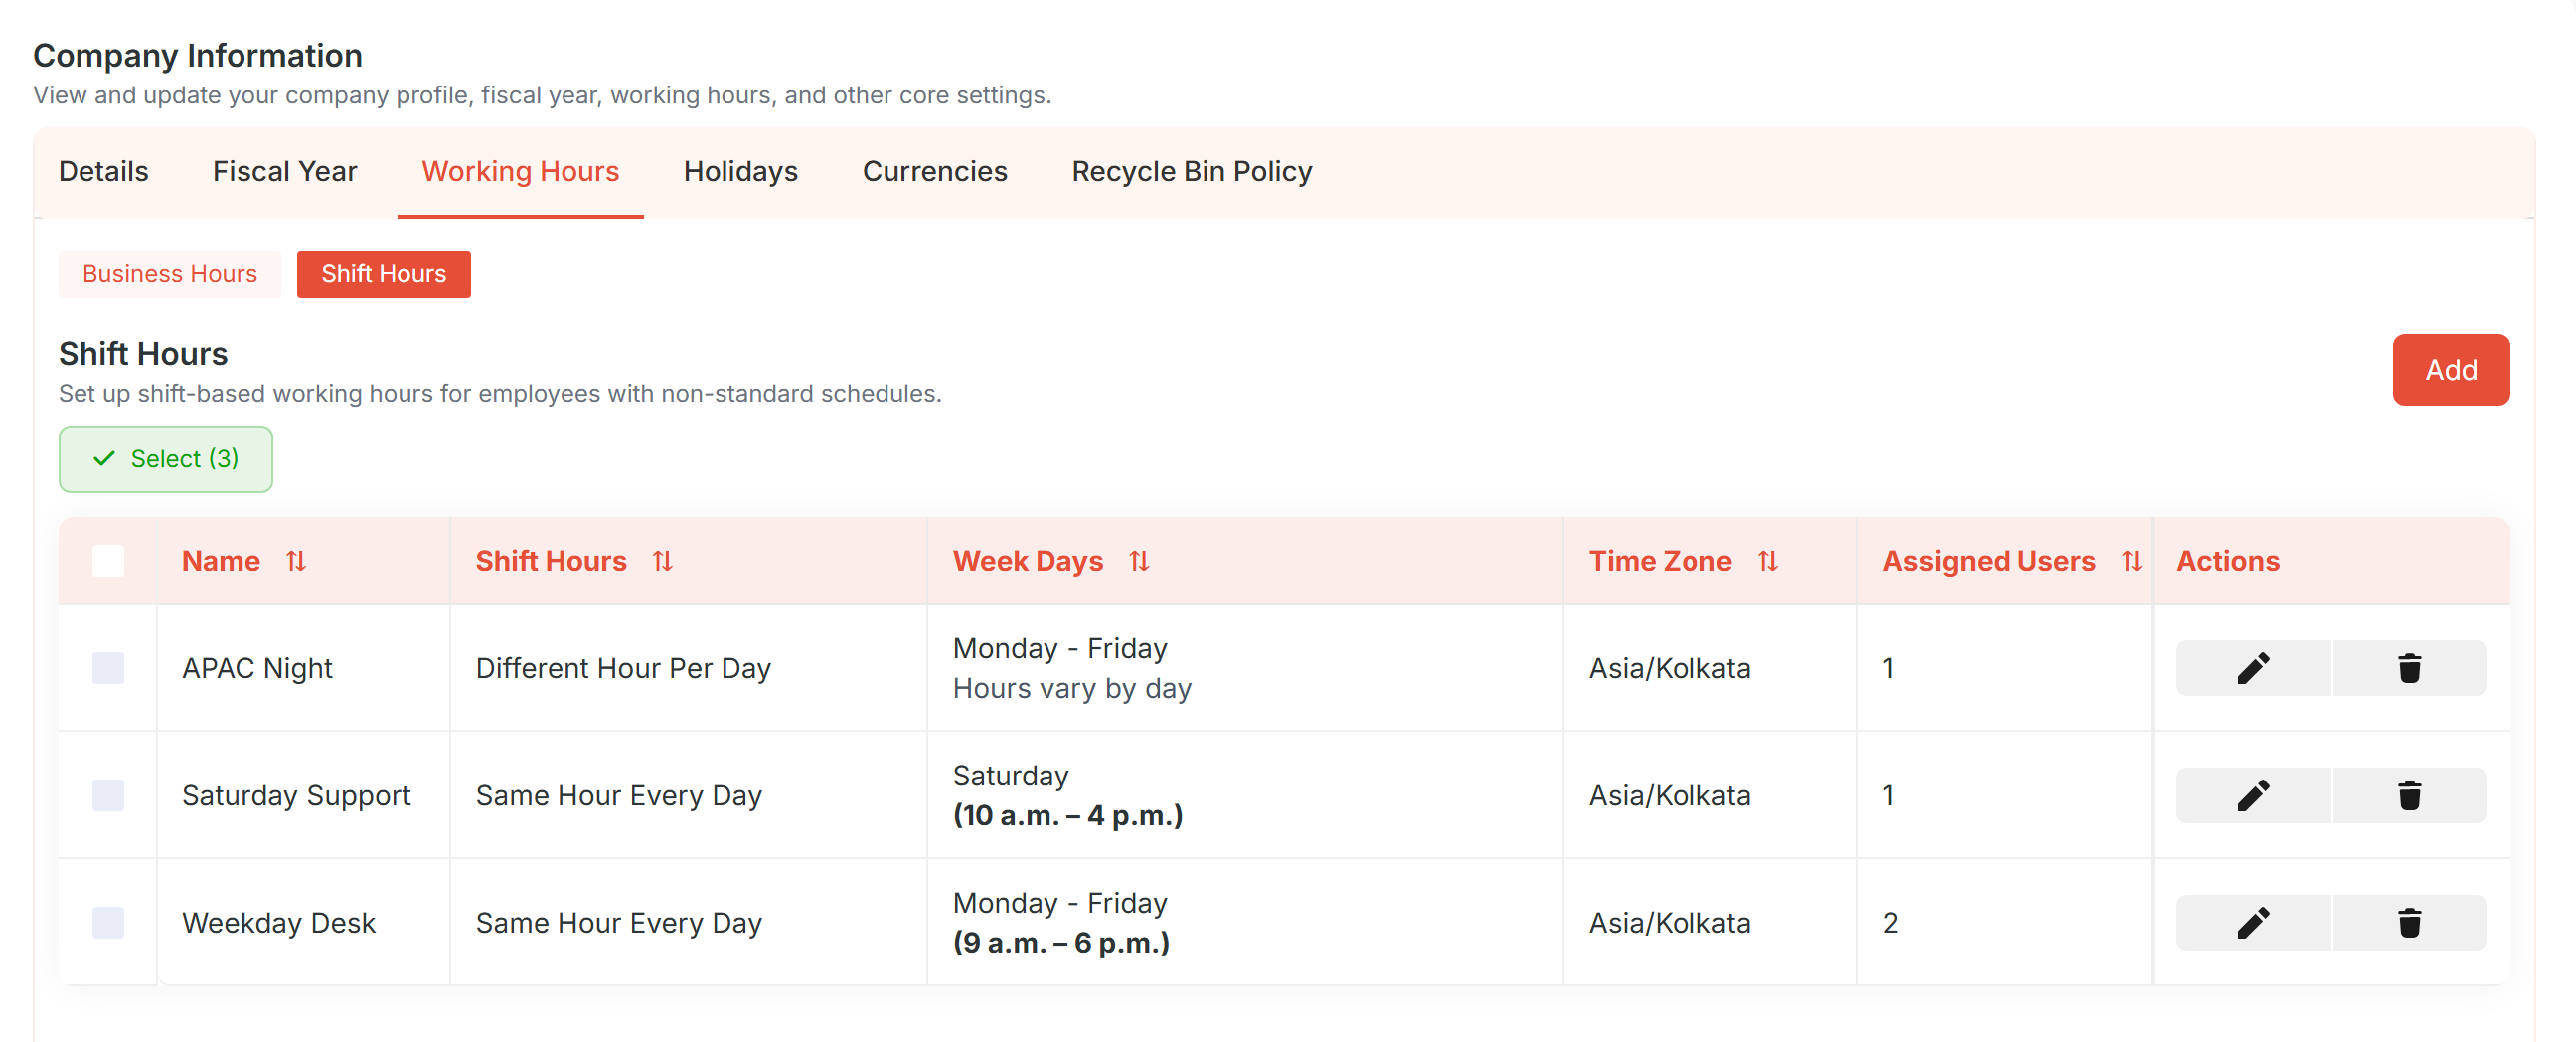 Company Information
View and update your company profile, fiscal year, working hours, and other core settings.
Details Fiscal Year Working Hours Holidays Currencies Recycle Bin Policy
Business Hours Shift Hours
Shift Hours
Set up shift-based working hours for employees with non-standard schedules.
Add
Select (3)
Name Shift Hours Week Days Time Zone Assigned Users Actions
APAC Night Different Hour Per Day Monday - Friday Asia/Kolkata 1
Hours vary by day
Saturday Support Same Hour Every Day Saturday Asia/Kolkata 1
(10 a.m. – 4 p.m.)
Weekday Desk Same Hour Every Day Monday - Friday Asia/Kolkata 2
(9 a.m. – 6 p.m.)